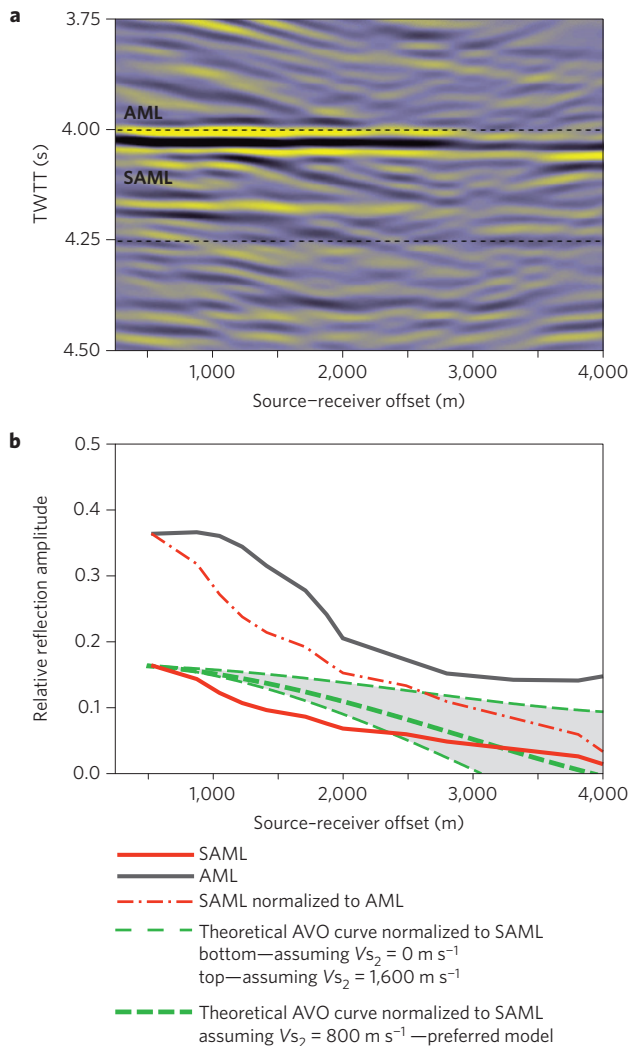 a
3.75
AML
4.00
SAML
TWTT (s)
4.25
4.50
1,000 2,000 3,000 4,000
Source–receiver offset (m)
b
0.5
0.4
0.3
Relative reflection amplitude
0.2
0.1
0.0
1,000 2,000 3,000 4,000
Source–receiver offset (m)
SAML
AML
SAML normalized to AML
Theoretical AVO curve normalized to SAML
bottom—assuming Vs₂ = 0 m s⁻¹
top—assuming Vs₂ = 1,600 m s⁻¹
Theoretical AVO curve normalized to SAML
assuming Vs₂ = 800 m s⁻¹ —preferred model